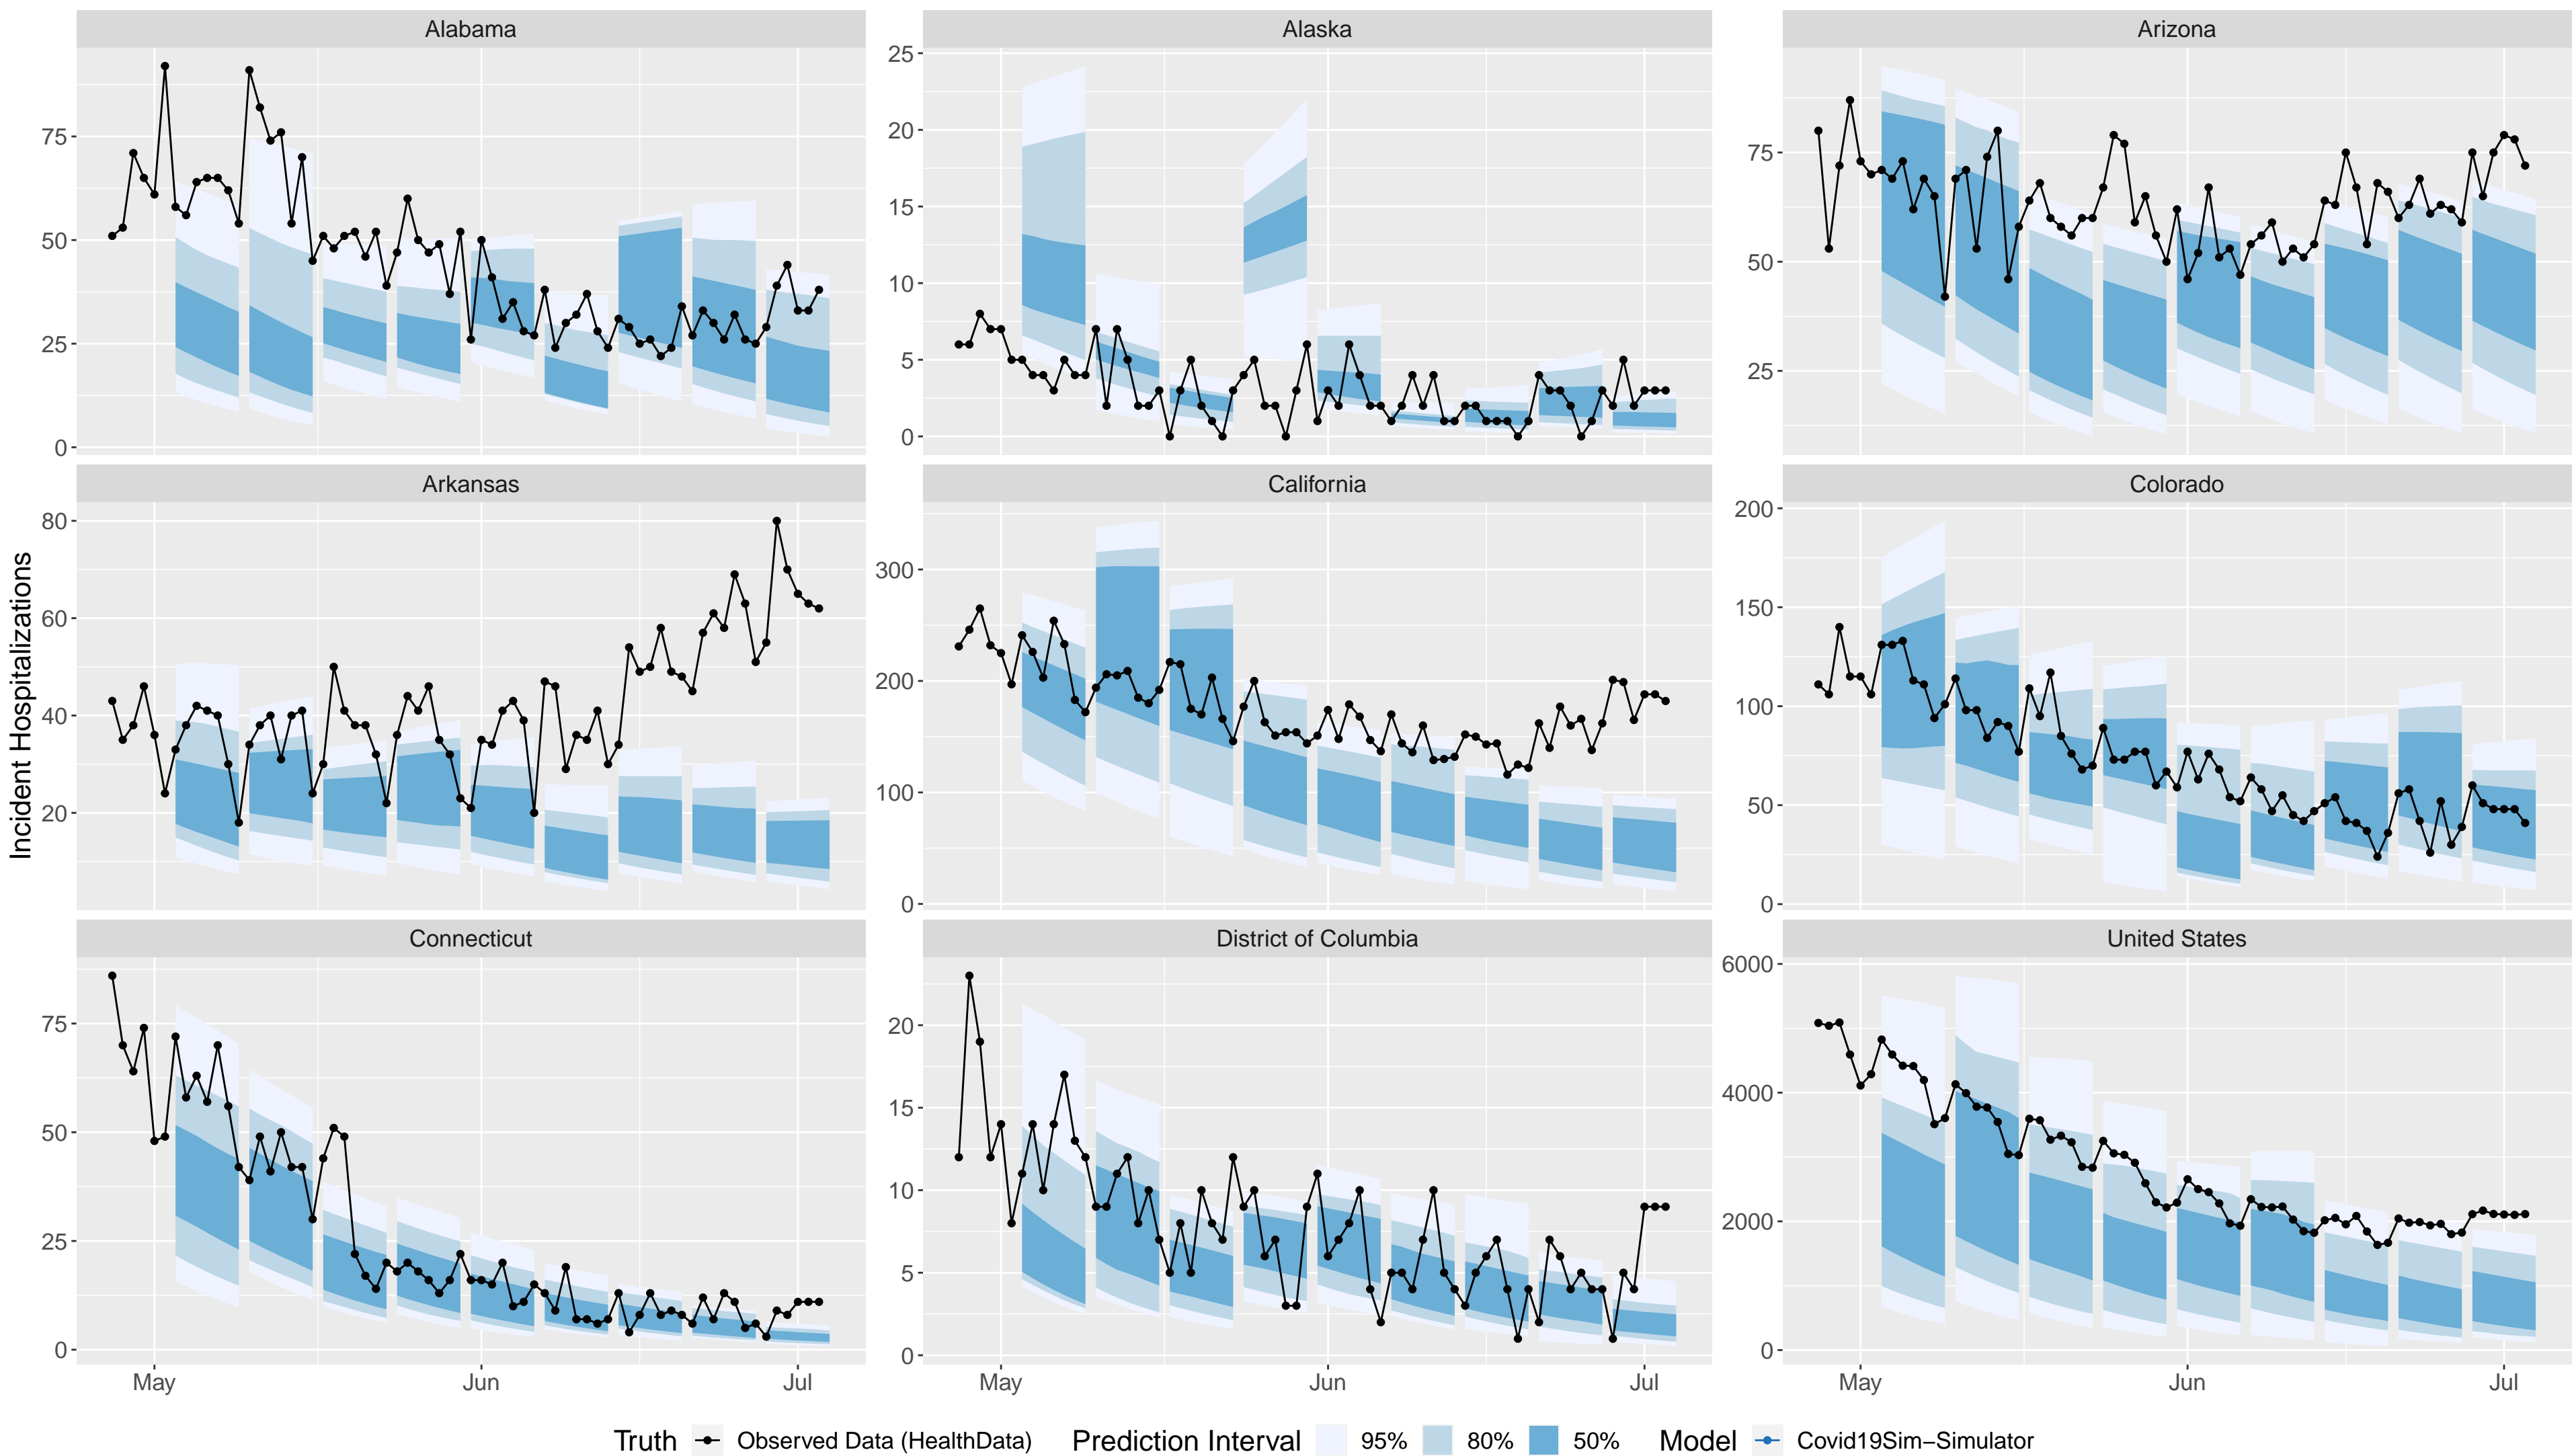 Alabama
Alaska
Arizona
75
50
25
0
25
20
15
10
5
0
75
50
25
Arkansas
California
Colorado
80
60
40
20
300
200
100
0
200
150
100
50
0
Incident Hospitalizations
Connecticut
District of Columbia
United States
75
50
25
0
20
15
10
5
0
6000
4000
2000
0
May Jun Jul
May Jun Jul
May Jun Jul
Truth Observed Data (HealthData) Prediction Interval 95% 80% 50% Model Covid19Sim−Simulator